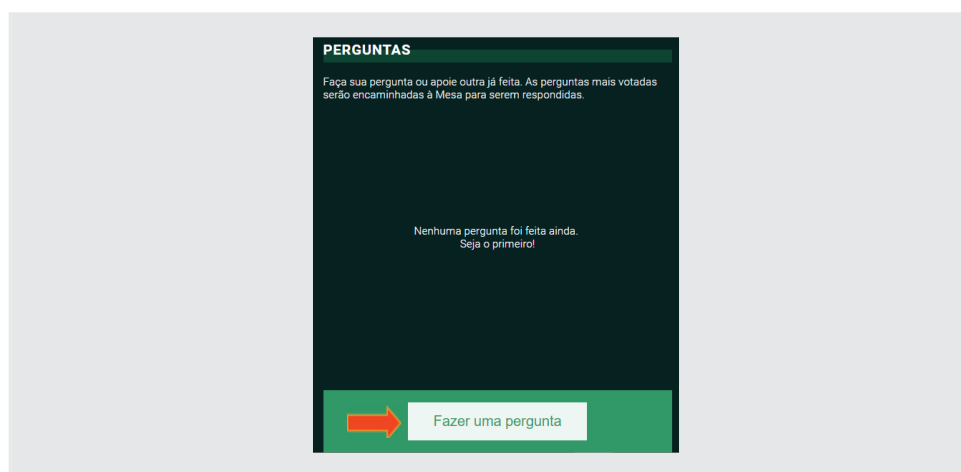 PERGUNTAS
Faça sua pergunta ou apoie outra já feita. As perguntas mais votadas
serão encaminhadas à Mesa para serem respondidas.
Nenhuma pergunta foi feita ainda.
Seja o primeiro!
Fazer uma pergunta